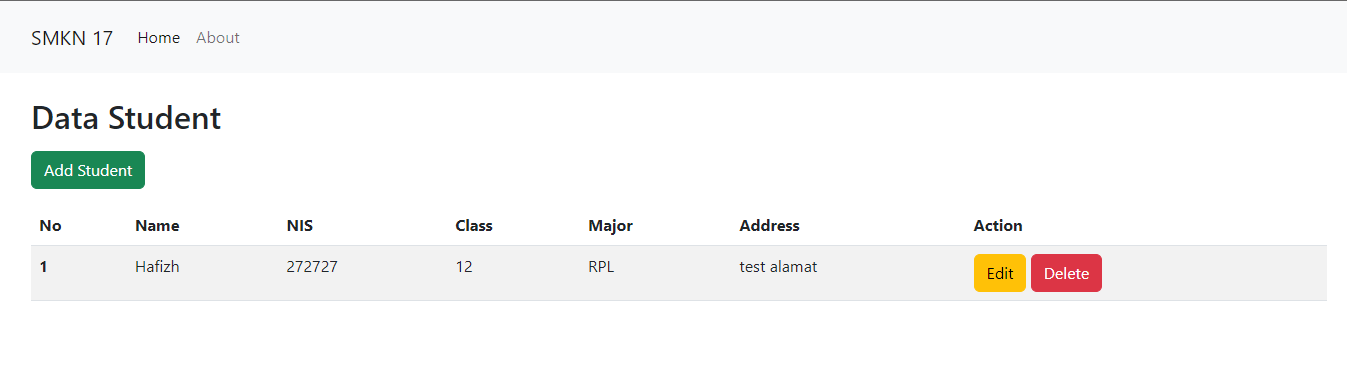 SMKN 17 Home About
Data Student
Add Student
No Name NIS Class Major Address Action
1 Hafizh 272727 12 RPL test alamat Edit Delete